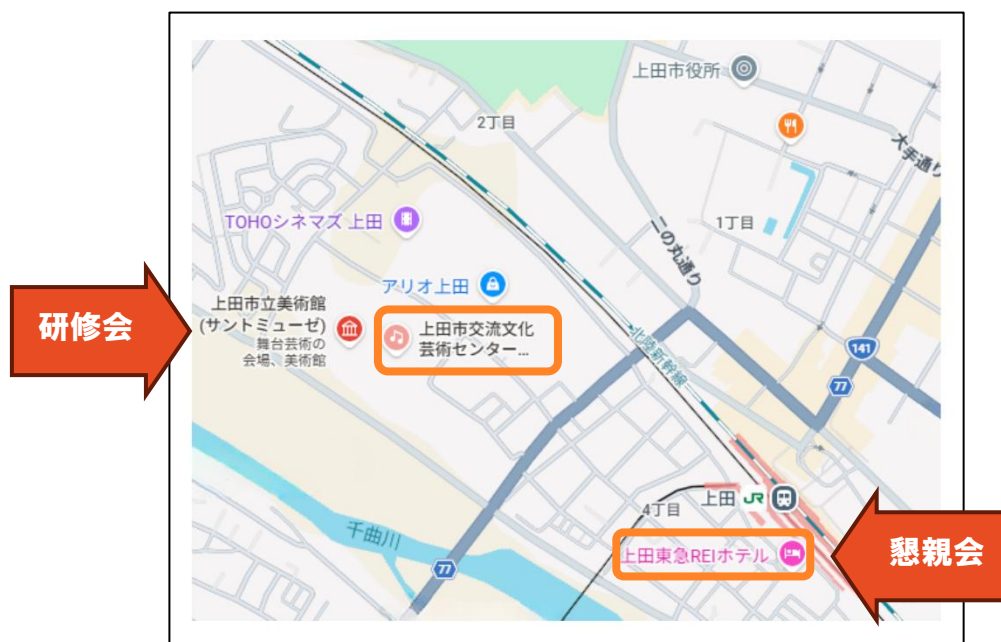 上田市役所
2丁目
大手通り
TOHOシネマズ 上田
1丁目
二の丸通り
アリオ上田
研修会
上田市立美術館
(サントミューゼ)
舞台芸術の
会場、美術館
上田市交流文化
芸術センター...
北陸新幹線
141
77
上田 JR
4丁目
千曲川
上田東急REIホテル
懇親会
77